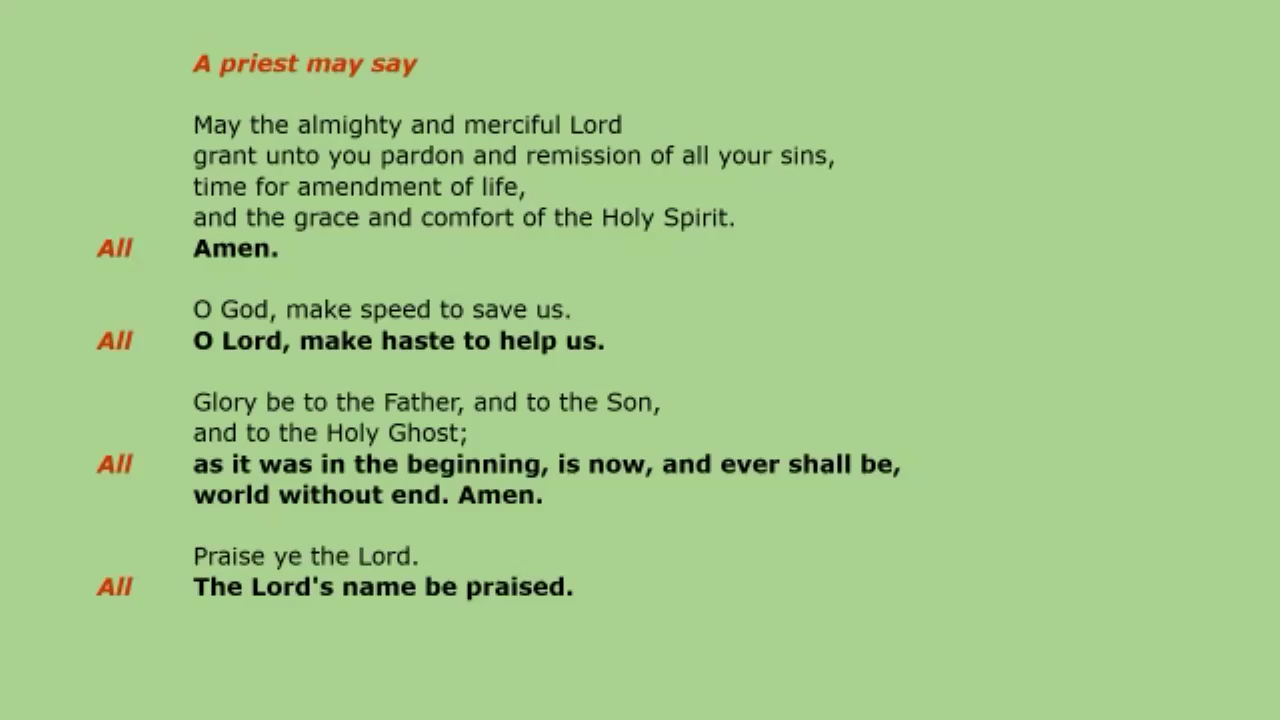 A priest may say
May the almighty and merciful Lord
grant unto you pardon and remission of all your sins,
time for amendment of life,
and the grace and comfort of the Holy Spirit.
All Amen.
O God, make speed to save us.
All O Lord, make haste to help us.
Glory be to the Father, and to the Son,
and to the Holy Ghost;
All as it was in the beginning, is now, and ever shall be,
world without end. Amen.
Praise ye the Lord.
All The Lord's name be praised.